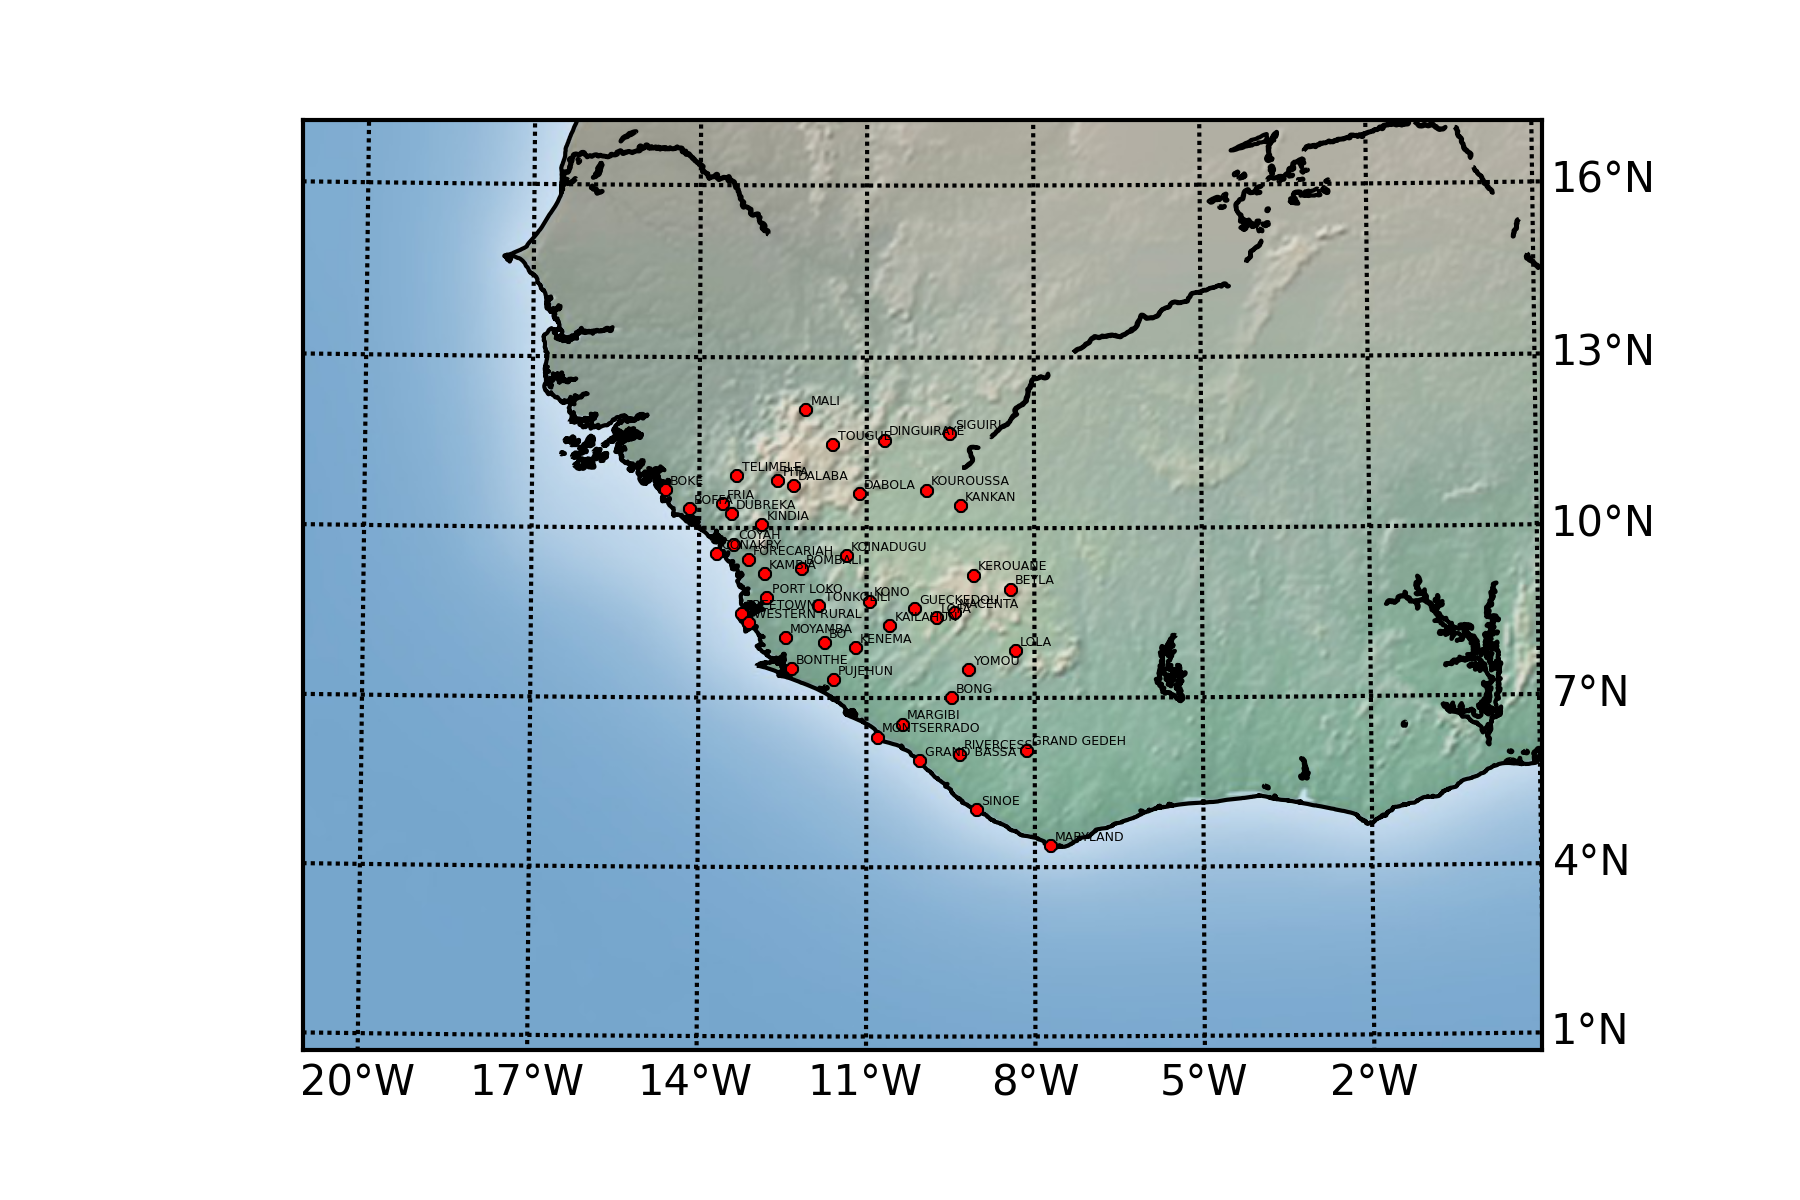 16°N
13°N
MALI
SIGUIRI
DINGUIRAYE
TOUGUE
TELIMELE
PITA
DALABA
BOKE
KOUROUSSA
DABOLA
FRIA
KANKAN
BOFFA
DUBREKA
KINDIA
10°N
COYAH
CONAKRY
KOINADUGU
FORECARIAH
BOMBALI
KAMBIA
KEROUANE
BEYLA
PORT LOKO
KONO
TONKOLILI
GUECKEDOU
MACENTA
FREETOWN
WESTERN RURAL
KAILAHUN
MOYAMBA
BO
KENEMA
LOLA
BONTHE
YOMOU
PUJEHUN
BONG
7°N
MARGIBI
MONTSERRADO
GRAND GEDEH
RIVERCESS
GRAND BASSA
SINOE
MARYLAND
4°N
1°N
20°W 17°W 14°W 11°W 8°W 5°W 2°W